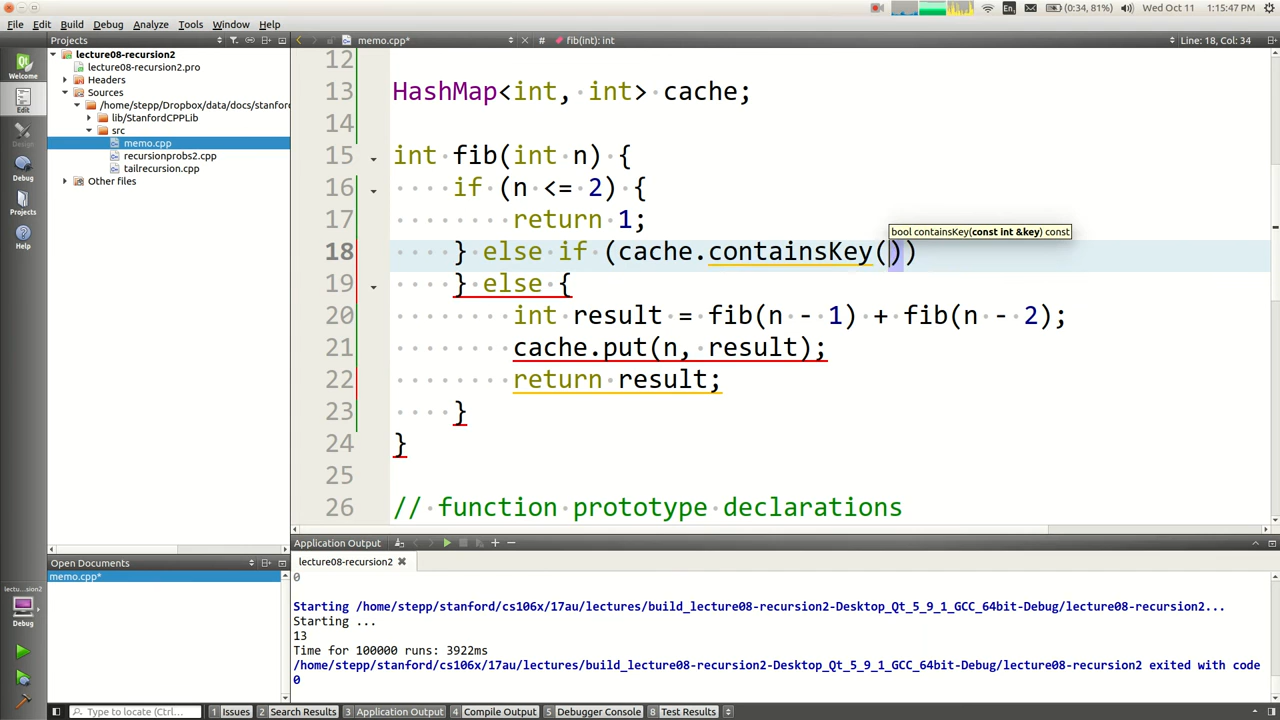 File Edit Build Debug Analyze Tools Window Help
En
(0:34, 81%)
Wed Oct 11 1:15:47
Projects
memo.cpp*
# fib(int): int
Line: 18, Col: 34
Welcome
Edit
Design
Debug
Projects
Help
lecture08-recursion2
lecture08-recursion2.pro
Headers
Sources
/home/stepp/Dropbox/data/docs/stanford
lib/StanfordCPPLib
src
memo.cpp
recursionprobs2.cpp
tailrecursion.cpp
Other files
12
13 HashMap<int, int> cache;
14
15 int fib(int n) {
16 if (n <= 2) {
17 return 1;
bool containsKey(const int &key) const
18 } else if (cache.containsKey())
19 } else {
20 int result = fib(n - 1) + fib(n - 2);
21 cache.put(n, result);
22 return result;
23 }
24 }
25
26 // function prototype declarations
Application Output
lecture08-recursion2
0
Starting /home/stepp/stanford/cs106x/17au/lectures/build_lecture08-recursion2-Desktop_Qt_5_9_1_GCC_64bit-Debug/lecture08-recursion2...
Starting ...
13
Time for 100000 runs: 3922ms
/home/stepp/stanford/cs106x/17au/lectures/build_lecture08-recursion2-Desktop_Qt_5_9_1_GCC_64bit-Debug/lecture08-recursion2 exited with code
0
Open Documents
memo.cpp*
lectu...sion2
Debug
Type to locate (Ctrl...
1 Issues
2 Search Results
3 Application Output
4 Compile Output
5 Debugger Console
8 Test Results